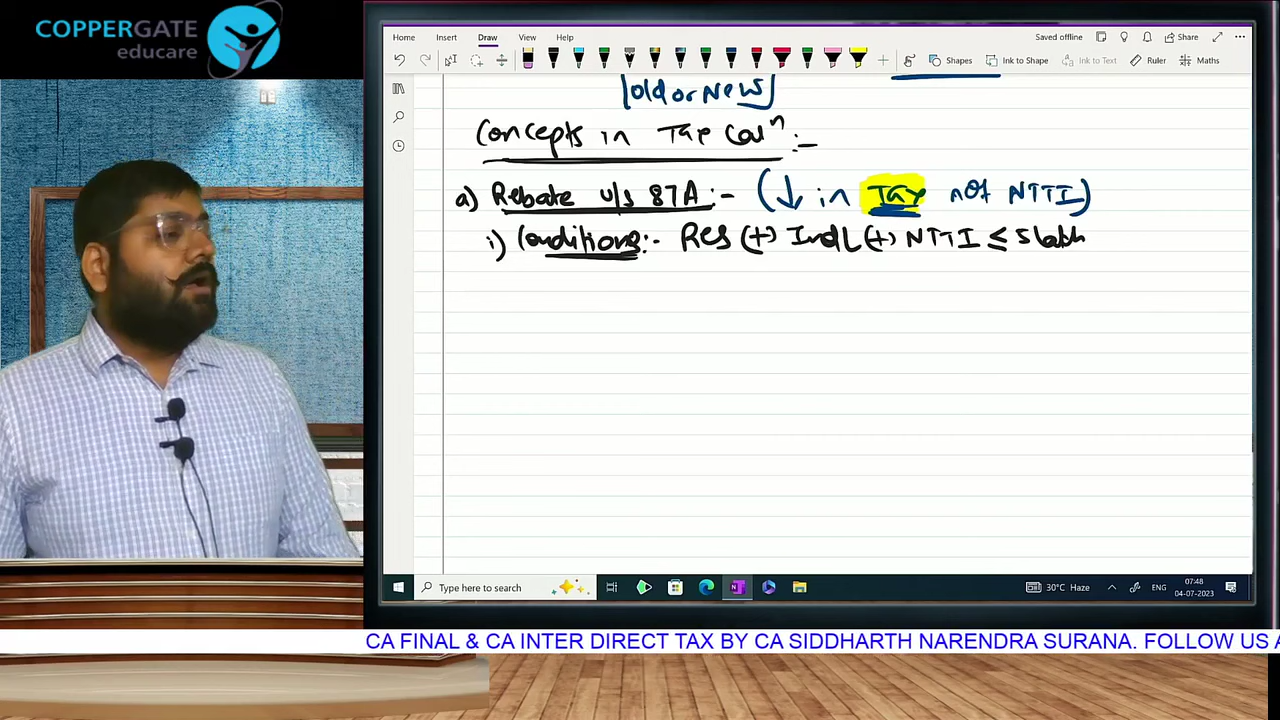 COPPERGATE
educare
Home Insert Draw View Help
Saved offline
Share
Shapes
Ink to Shape
Ink to Text
Ruler
Maths
[old or New]
Concepts in Tax Calⁿ :-
a) Rebate u/s 87A :- (↓ in Tax not NTTI)
i) Conditions :- Res (+) Indl (+) NTTI ≤ 5 lakh
Type here to search
30°C Haze
ENG
07:48
04-07-2023
CA FINAL & CA INTER DIRECT TAX BY CA SIDDHARTH NARENDRA SURANA. FOLLOW US A